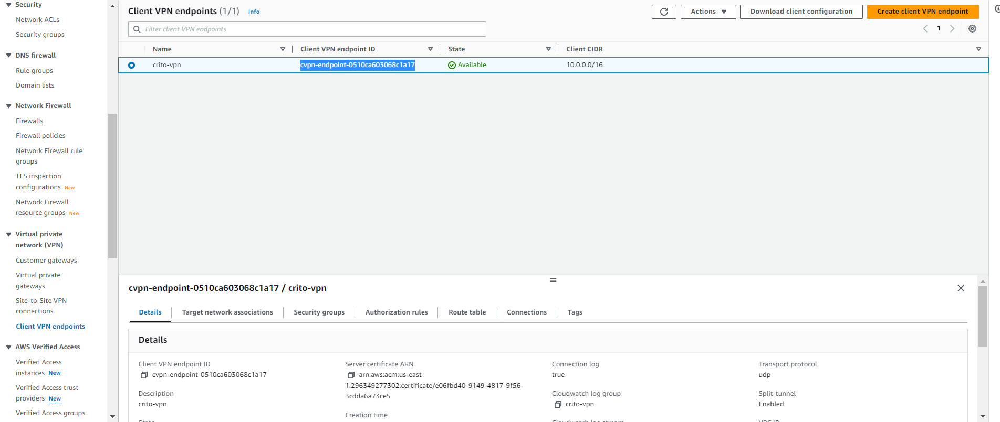 Security
Network ACLs
Security groups
DNS firewall
Rule groups
Domain lists
Network Firewall
Firewalls
Firewall policies
Network Firewall rule
groups
TLS inspection
configurations New
Network Firewall
resource groups New
Virtual private
network (VPN)
Customer gateways
Virtual private
gateways
Site-to-Site VPN
connections
Client VPN endpoints
AWS Verified Access
Verified Access
instances New
Verified Access trust
providers New
Verified Access groups
Client VPN endpoints (1/1) Info
Actions
Download client configuration
Create client VPN endpoint
Filter client VPN endpoints
1
Name Client VPN endpoint ID State Client CIDR
crito-vpn cvpn-endpoint-0510ca603068c1a17 Available 10.0.0.0/16
cvpn-endpoint-0510ca603068c1a17 / crito-vpn
Details Target network associations Security groups Authorization rules Route table Connections Tags
Details
Client VPN endpoint ID
cvpn-endpoint-0510ca603068c1a17
Description
crito-vpn
State
Server certificate ARN
arn:aws:acm:us-east-
1:296349277302:certificate/e06fbd40-9149-4817-9f56-
3cdda6a73ce5
Creation time
Connection log
true
Cloudwatch log group
crito-vpn
Cloudwatch log stream
Transport protocol
udp
Split-tunnel
Enabled
VPC ID